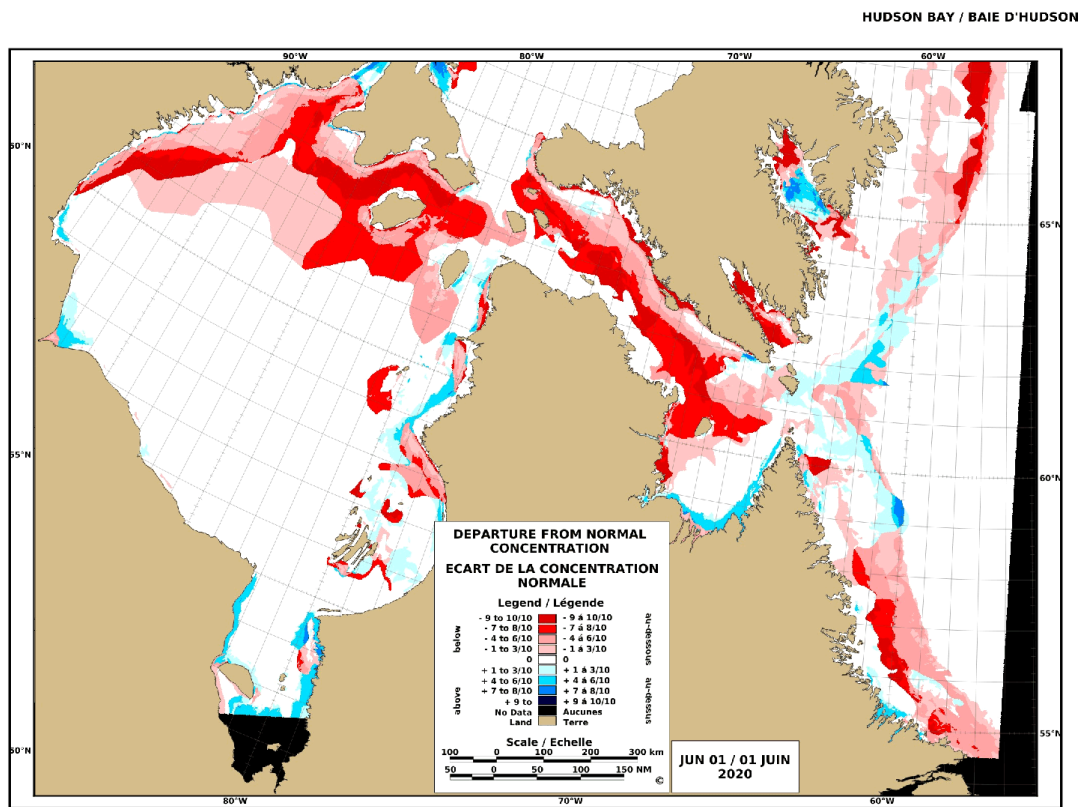 HUDSON BAY / BAIE D'HUDSON
90°W 80°W 70°W 60°W
60°N
65°N
55°N
60°N
50°N
55°N
80°W 70°W 60°W
DEPARTURE FROM NORMAL
CONCENTRATION
ECART DE LA CONCENTRATION
NORMALE
Legend / Légende
below
- 9 to 10/10 - 9 á 10/10
- 7 to 8/10 - 7 á 8/10
- 4 to 6/10 - 4 á 6/10
- 1 to 3/10 - 1 á 3/10
au-dessous
0 0
above
+ 1 to 3/10 + 1 á 3/10
+ 4 to 6/10 + 4 á 6/10
+ 7 to 8/10 + 7 á 8/10
+ 9 to + 9 á 10/10
au-dessus
No Data Aucunes
Land Terre
Scale / Echelle
100 0 100 200 300 km
50 0 50 100 150 NM
©
JUN 01 / 01 JUIN
2020